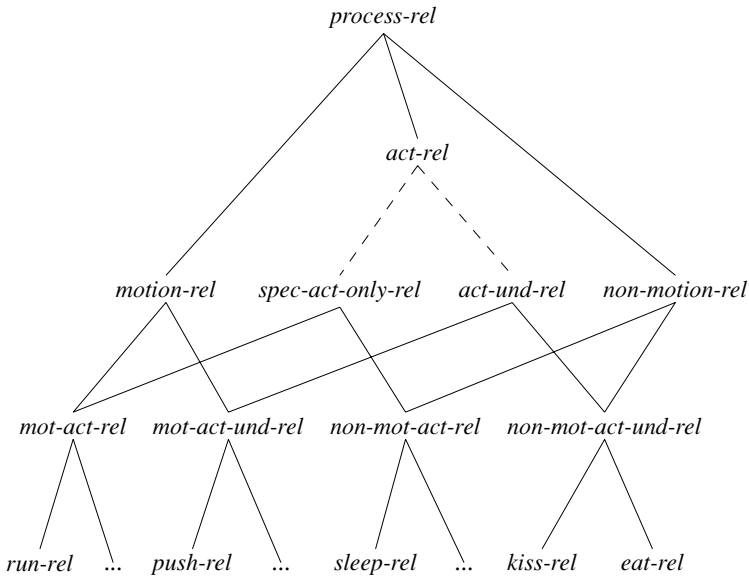 process-rel
act-rel
motion-rel spec-act-only-rel act-und-rel non-motion-rel
mot-act-rel mot-act-und-rel non-mot-act-rel non-mot-act-und-rel
run-rel ... push-rel ... sleep-rel ... kiss-rel eat-rel